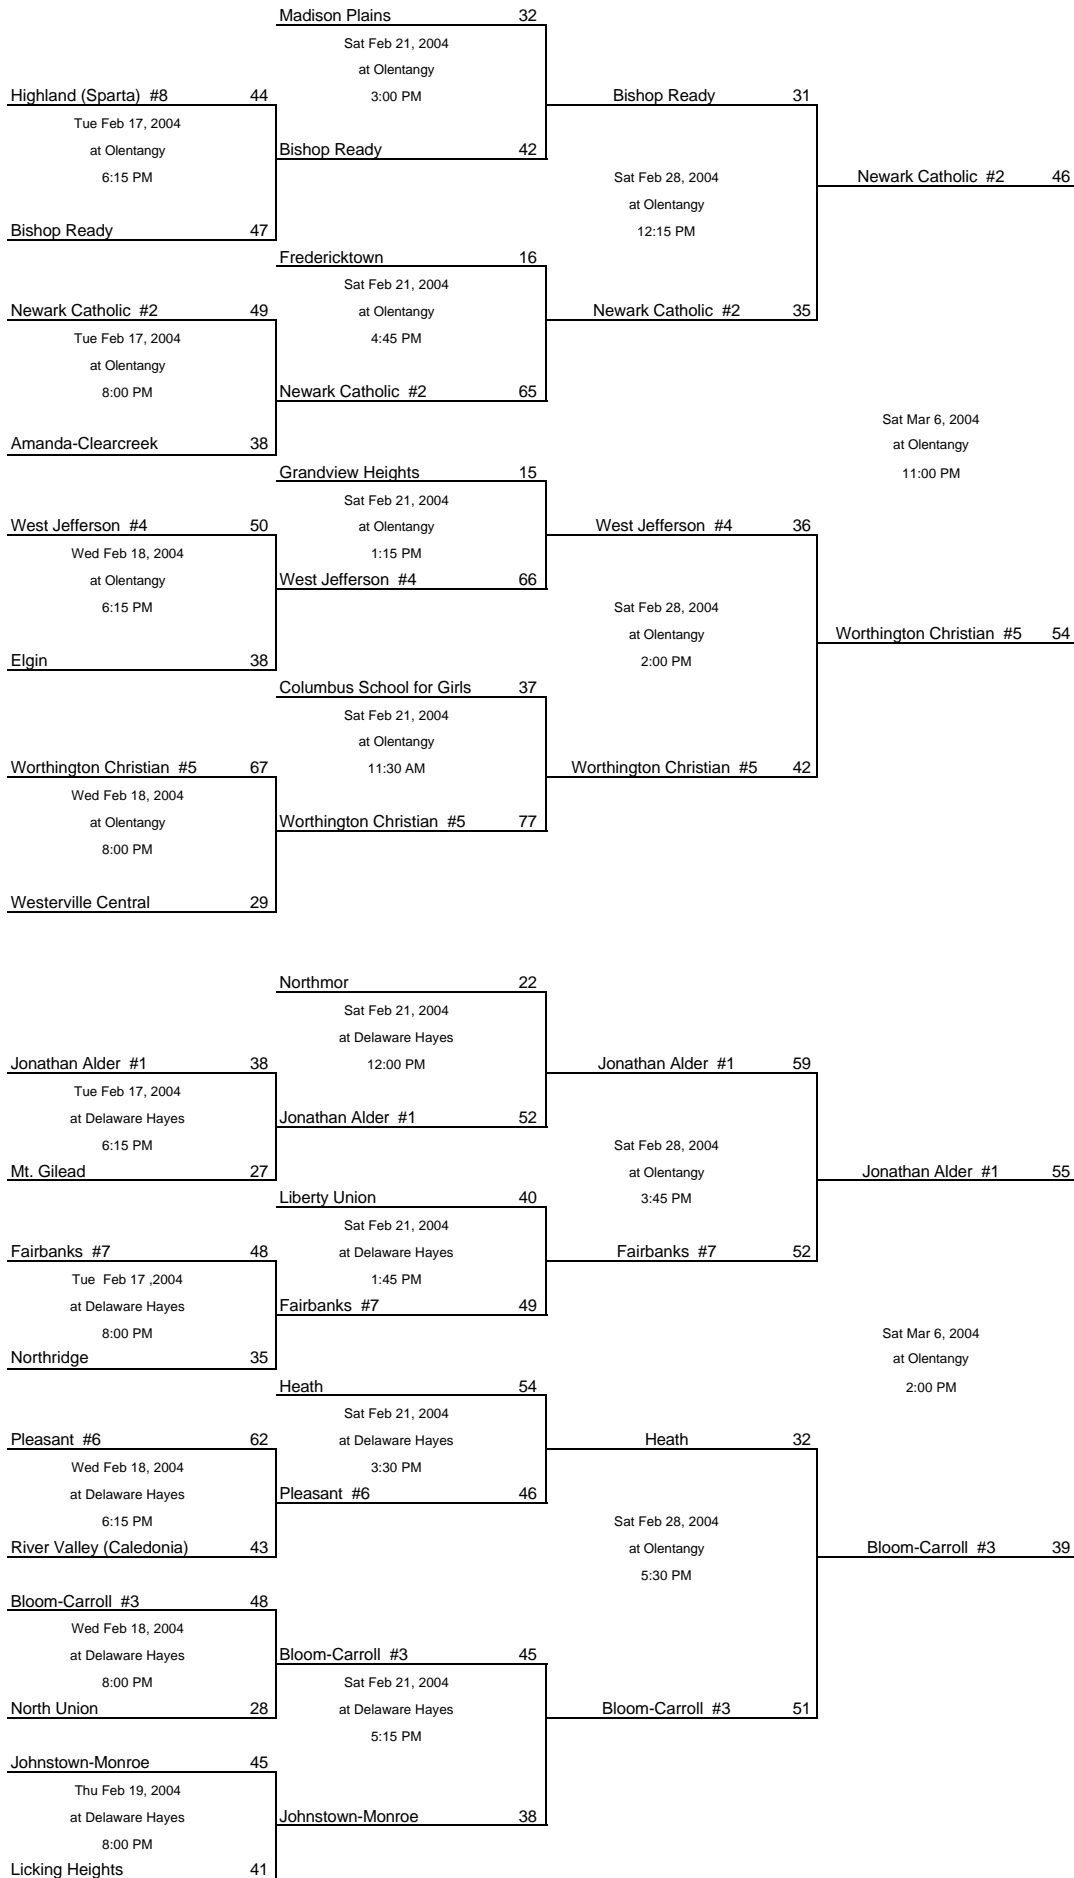 Madison Plains 32
Sat Feb 21, 2004
at Olentangy
3:00 PM
Highland (Sparta) #8 44
Bishop Ready 31
Tue Feb 17, 2004
at Olentangy
Bishop Ready 42
6:15 PM
Sat Feb 28, 2004
Newark Catholic #2 46
at Olentangy
Bishop Ready 47
12:15 PM
Fredericktown 16
Sat Feb 21, 2004
Newark Catholic #2 49
at Olentangy
Newark Catholic #2 35
Tue Feb 17, 2004
4:45 PM
at Olentangy
8:00 PM
Newark Catholic #2 65
Sat Mar 6, 2004
Amanda-Clearcreek 38
at Olentangy
Grandview Heights 15
11:00 PM
Sat Feb 21, 2004
West Jefferson #4 50
at Olentangy
West Jefferson #4 36
Wed Feb 18, 2004
1:15 PM
at Olentangy
West Jefferson #4 66
6:15 PM
Sat Feb 28, 2004
at Olentangy
Worthington Christian #5 54
Elgin 38
2:00 PM
Columbus School for Girls 37
Sat Feb 21, 2004
at Olentangy
Worthington Christian #5 67
11:30 AM
Worthington Christian #5 42
Wed Feb 18, 2004
at Olentangy
Worthington Christian #5 77
8:00 PM
Westerville Central 29
Northmor 22
Sat Feb 21, 2004
at Delaware Hayes
Jonathan Alder #1 38
12:00 PM
Jonathan Alder #1 59
Tue Feb 17, 2004
at Delaware Hayes
Jonathan Alder #1 52
6:15 PM
Sat Feb 28, 2004
Mt. Gilead 27
at Olentangy
Jonathan Alder #1 55
Liberty Union 40
3:45 PM
Sat Feb 21, 2004
Fairbanks #7 48
at Delaware Hayes
Fairbanks #7 52
Tue Feb 17 ,2004
1:45 PM
at Delaware Hayes
Fairbanks #7 49
8:00 PM
Sat Mar 6, 2004
Northridge 35
at Olentangy
Heath 54
2:00 PM
Sat Feb 21, 2004
Pleasant #6 62
at Delaware Hayes
Heath 32
Wed Feb 18, 2004
3:30 PM
at Delaware Hayes
Pleasant #6 46
6:15 PM
Sat Feb 28, 2004
River Valley (Caledonia) 43
at Olentangy
Bloom-Carroll #3 39
5:30 PM
Bloom-Carroll #3 48
Wed Feb 18, 2004
at Delaware Hayes
Bloom-Carroll #3 45
8:00 PM
Sat Feb 21, 2004
North Union 28
at Delaware Hayes
Bloom-Carroll #3 51
5:15 PM
Johnstown-Monroe 45
Thu Feb 19, 2004
at Delaware Hayes
Johnstown-Monroe 38
8:00 PM
Licking Heights 41